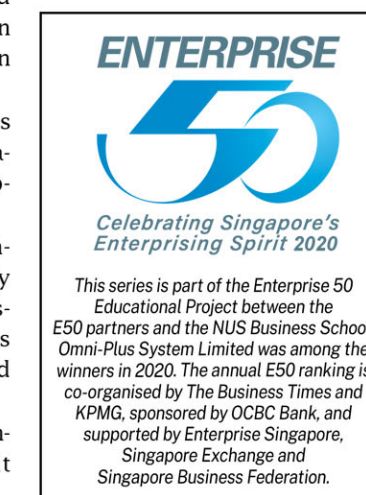 ENTERPRISE
50
Celebrating Singapore's
Enterprising Spirit 2020
This series is part of the Enterprise 50
Educational Project between the
E50 partners and the NUS Business School
Omni-Plus System Limited was among the
winners in 2020. The annual E50 ranking is
co-organised by The Business Times and
KPMG, sponsored by OCBC Bank, and
supported by Enterprise Singapore,
Singapore Exchange and
Singapore Business Federation.